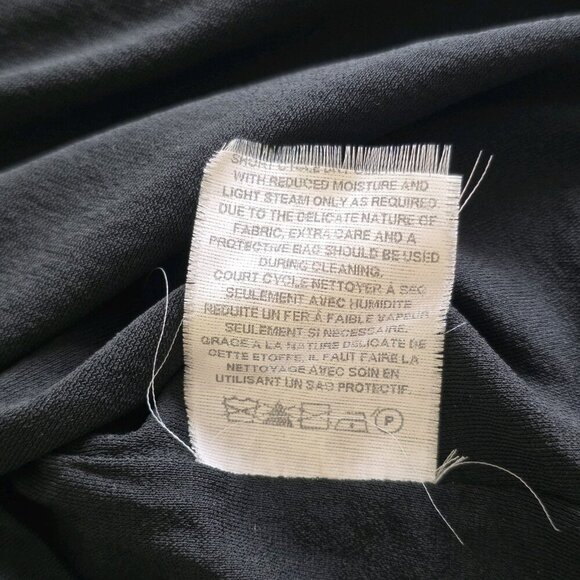 WITH REDUCED MOISTURE AND
LIGHT STEAM ONLY AS REQUIRED
DUE TO THE DELICATE NATURE OF
FABRIC, EXTRA CARE AND A
PROTECTIVE BAG SHOULD BE USED
DURING CLEANING.
COURT CYCLE NETTOYER A SEC
SEULEMENT AVEC HUMIDITE
REDUITE UN FER A FAIBLE VAPEUR
SEULEMENT SI NECESSAIRE.
GRACE A LA NATURE DELICATE DE
CETTE ETOFFE, IL FAUT FAIRE LA
NETTOYAGE AVEC SOIN EN
UTILISANT UN SAC PROTECTIF.
P